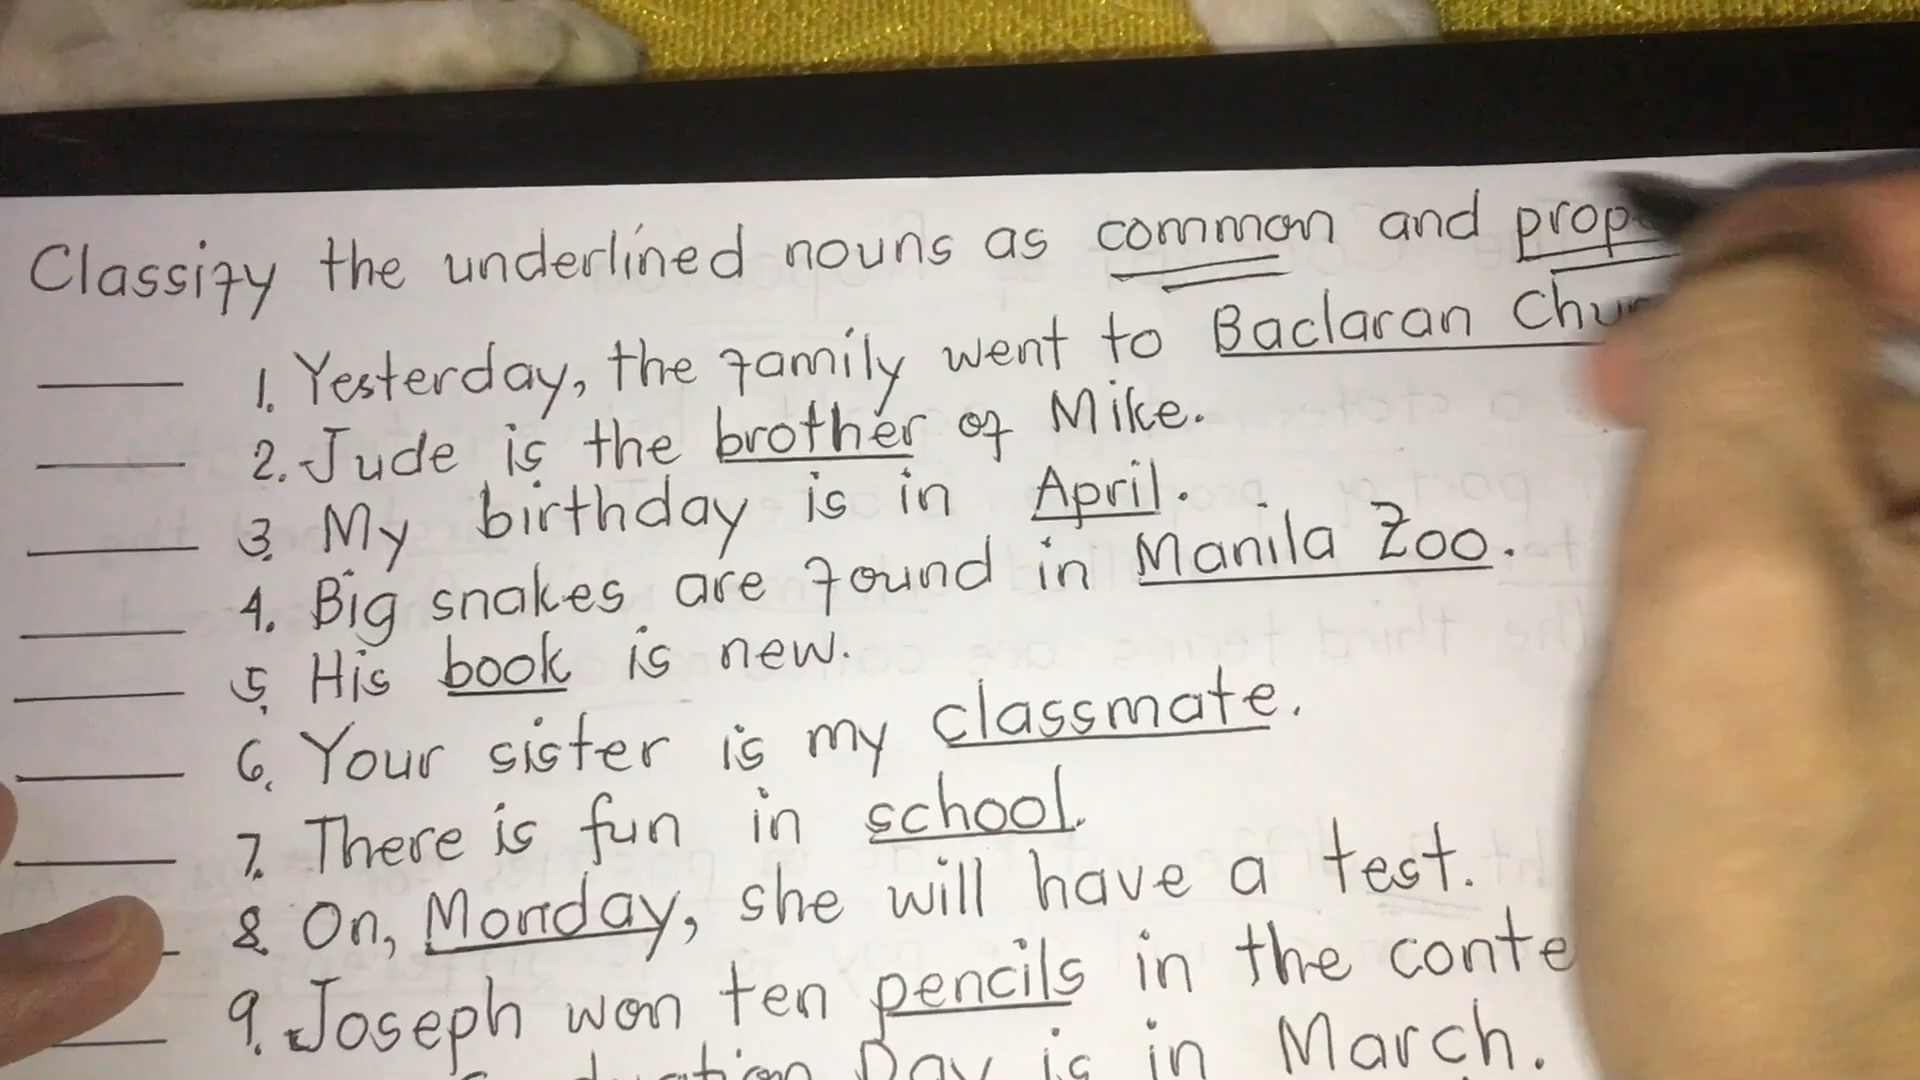 Classify the underlined nouns as common and
1. Yesterday, the family went to Baclaran
2. Jude is the brother of Mike.
3. My birthday is in April.
4. Big snakes are found in Manila Zoo.
5. His book is new.
6. Your sister is my classmate.
7. There is fun in school.
8. On, Monday, she will have a test.
9. Joseph won ten pencils in the
Day is in March.